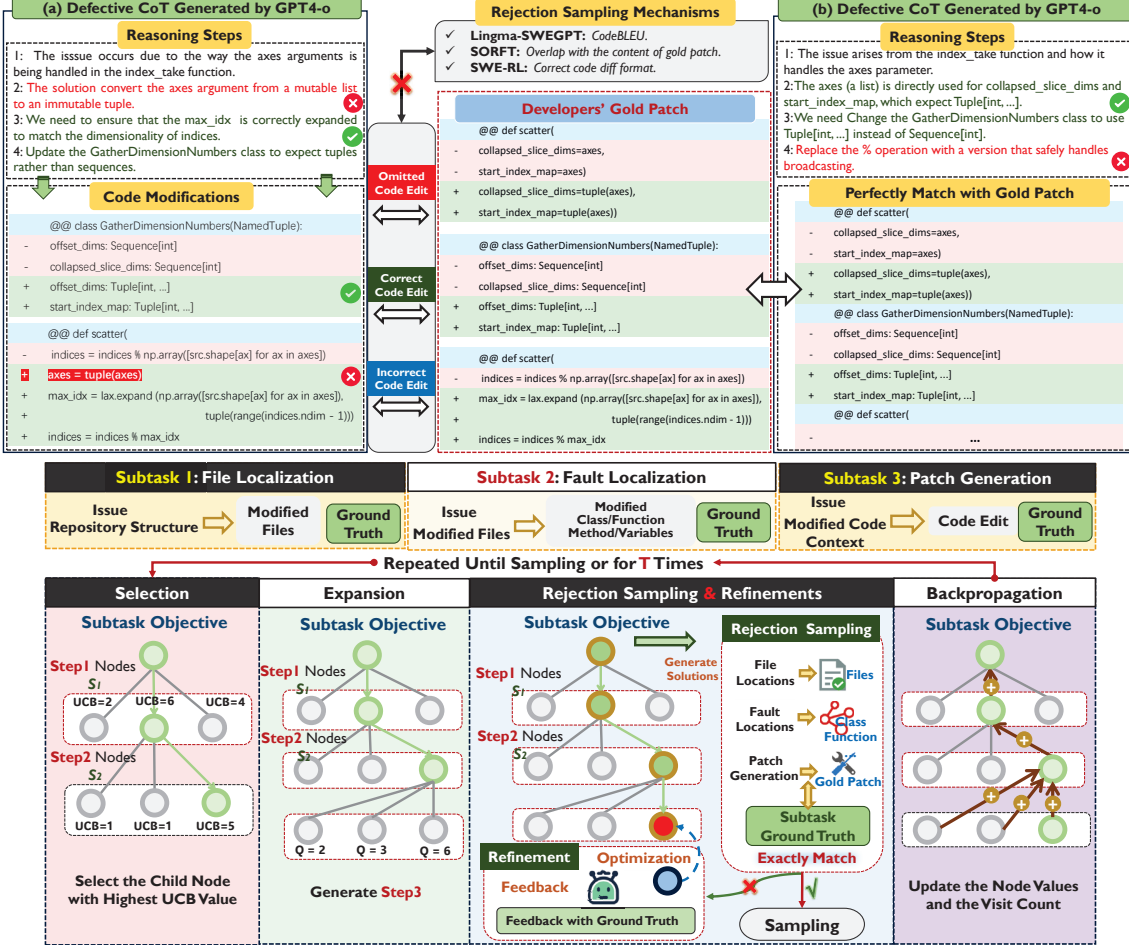 (a) Defective CoT Generated by GPT4-o
Reasoning Steps
1: The isssue occurs due to the way the axes arguments is
being handled in the index_take function.
2: The solution convert the axes argument from a mutable list
to an immutable tuple.
3: We need to ensure that the max_idx is correctly expanded
to match the dimensionality of indices.
4: Update the GatherDimensionNumbers class to expect tuples
rather than sequences.
Code Modifications
@@ class GatherDimensionNumbers(NamedTuple):
- offset_dims: Sequence[int]
- collapsed_slice_dims: Sequence[int]
+ offset_dims: Tuple[int, ...]
+ start_index_map: Tuple[int, ...]
@@ def scatter(
- indices = indices % np.array([src.shape[ax] for ax in axes])
+ axes = tuple(axes)
+ max_idx = lax.expand (np.array([src.shape[ax] for ax in axes]),
+ tuple(range(indices.ndim - 1)))
+ indices = indices % max_idx
Rejection Sampling Mechanisms
✓ Lingma-SWEGPT: CodeBLEU.
✓ SORFT: Overlap with the content of gold patch.
✓ SWE-RL: Correct code diff format.
Omitted
Code Edit
Correct
Code Edit
Incorrect
Code Edit
Developers' Gold Patch
@@ def scatter(
- collapsed_slice_dims=axes,
- start_index_map=axes)
+ collapsed_slice_dims=tuple(axes),
+ start_index_map=tuple(axes))
@@ class GatherDimensionNumbers(NamedTuple):
- offset_dims: Sequence[int]
- collapsed_slice_dims: Sequence[int]
+ offset_dims: Tuple[int, ...]
+ start_index_map: Tuple[int, ...]
@@ def scatter(
- indices = indices % np.array([src.shape[ax] for ax in axes])
+ max_idx = lax.expand (np.array([src.shape[ax] for ax in axes]),
+ tuple(range(indices.ndim - 1)))
+ indices = indices % max_idx
(b) Defective CoT Generated by GPT4-o
Reasoning Steps
1: The issue arises from the index_take function and how it
handles the axes parameter.
2:The axes (a list) is directly used for collapsed_slice_dims and
start_index_map, which expect Tuple[int, ...].
3:We need Change the GatherDimensionNumbers class to use
Tuple[int, ...] instead of Sequence[int].
4: Replace the % operation with a version that safely handles
broadcasting.
Perfectly Match with Gold Patch
@@ def scatter(
- collapsed_slice_dims=axes,
- start_index_map=axes)
+ collapsed_slice_dims=tuple(axes),
+ start_index_map=tuple(axes))
@@ class GatherDimensionNumbers(NamedTuple):
- offset_dims: Sequence[int]
- collapsed_slice_dims: Sequence[int]
+ offset_dims: Tuple[int, ...]
+ start_index_map: Tuple[int, ...]
@@ def scatter(
- ...
Subtask 1: File Localization
Issue
Repository Structure
Modified
Files
Ground
Truth
Subtask 2: Fault Localization
Issue
Modified Files
Modified
Class/Function
Method/Variables
Ground
Truth
Subtask 3: Patch Generation
Issue
Modified Code
Context
Code Edit
Ground
Truth
Repeated Until Sampling or for T Times
Selection
Subtask Objective
Step1 Nodes
S1
UCB=2 UCB=6 UCB=4
Step2 Nodes
S2
UCB=1 UCB=1 UCB=5
Select the Child Node
with Highest UCB Value
Expansion
Subtask Objective
Step1 Nodes
S1
Step2 Nodes
S2
Q = 2 Q = 3 Q = 6
Generate Step3
Rejection Sampling & Refinements
Subtask Objective
Step1 Nodes
S1
Step2 Nodes
S2
Generate
Solutions
Rejection Sampling
File
Locations
Files
Fault
Locations
Class
Function
Patch
Generation
Gold Patch
Subtask
Ground Truth
Exactly Match
Refinement
Optimization
Feedback
Feedback with Ground Truth
Sampling
Backpropagation
Subtask Objective
+
+
+ + +
Update the Node Values
and the Visit Count